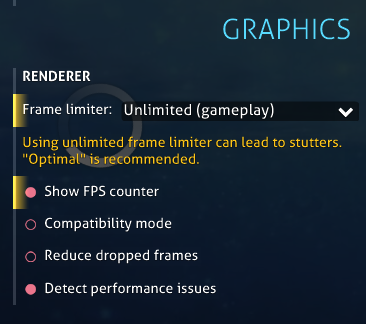 GRAPHICS
RENDERER
Frame limiter: Unlimited (gameplay)
Using unlimited frame limiter can lead to stutters.
"Optimal" is recommended.
Show FPS counter
Compatibility mode
Reduce dropped frames
Detect performance issues